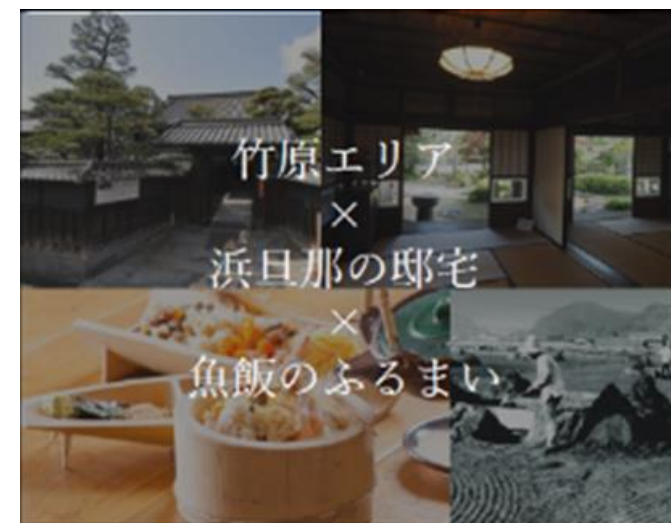 竹原エリア
×
浜旦那の邸宅
×
魚飯のふるまい